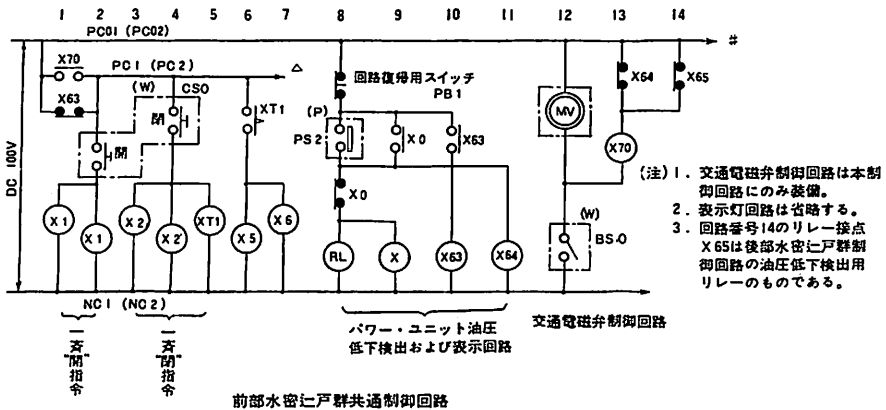 1 2 3 4 6 7 8 9 10 11 12 13 14
PC01 (PC02)
#
X70
PC1 (PC2)
△
X63
(W)
CSO
閉
XT1
開
回路復帰用スイッチ
PB1
(P)
PS2
X0
X63
X0
MV
X64
X65
X70
DC 100V
X1
X1
X2
X2'
XT1
X5
X6
RL
X
X63
X64
(W)
BS.0
NC1 (NC2)
一斉"開"指令
一斉"閉"指令
パワー・ユニット油圧
低下検出および表示回路
交通電磁弁制御回路
(注) 1. 交通電磁弁制御回路は本制
御回路にのみ装備。
2. 表示灯回路は省略する。
3. 回路番号14のリレー接点
X65は後部水密辷戸群制
御回路の油圧低下検出用
リレーのものである。
前部水密辷戸群共通制御回路